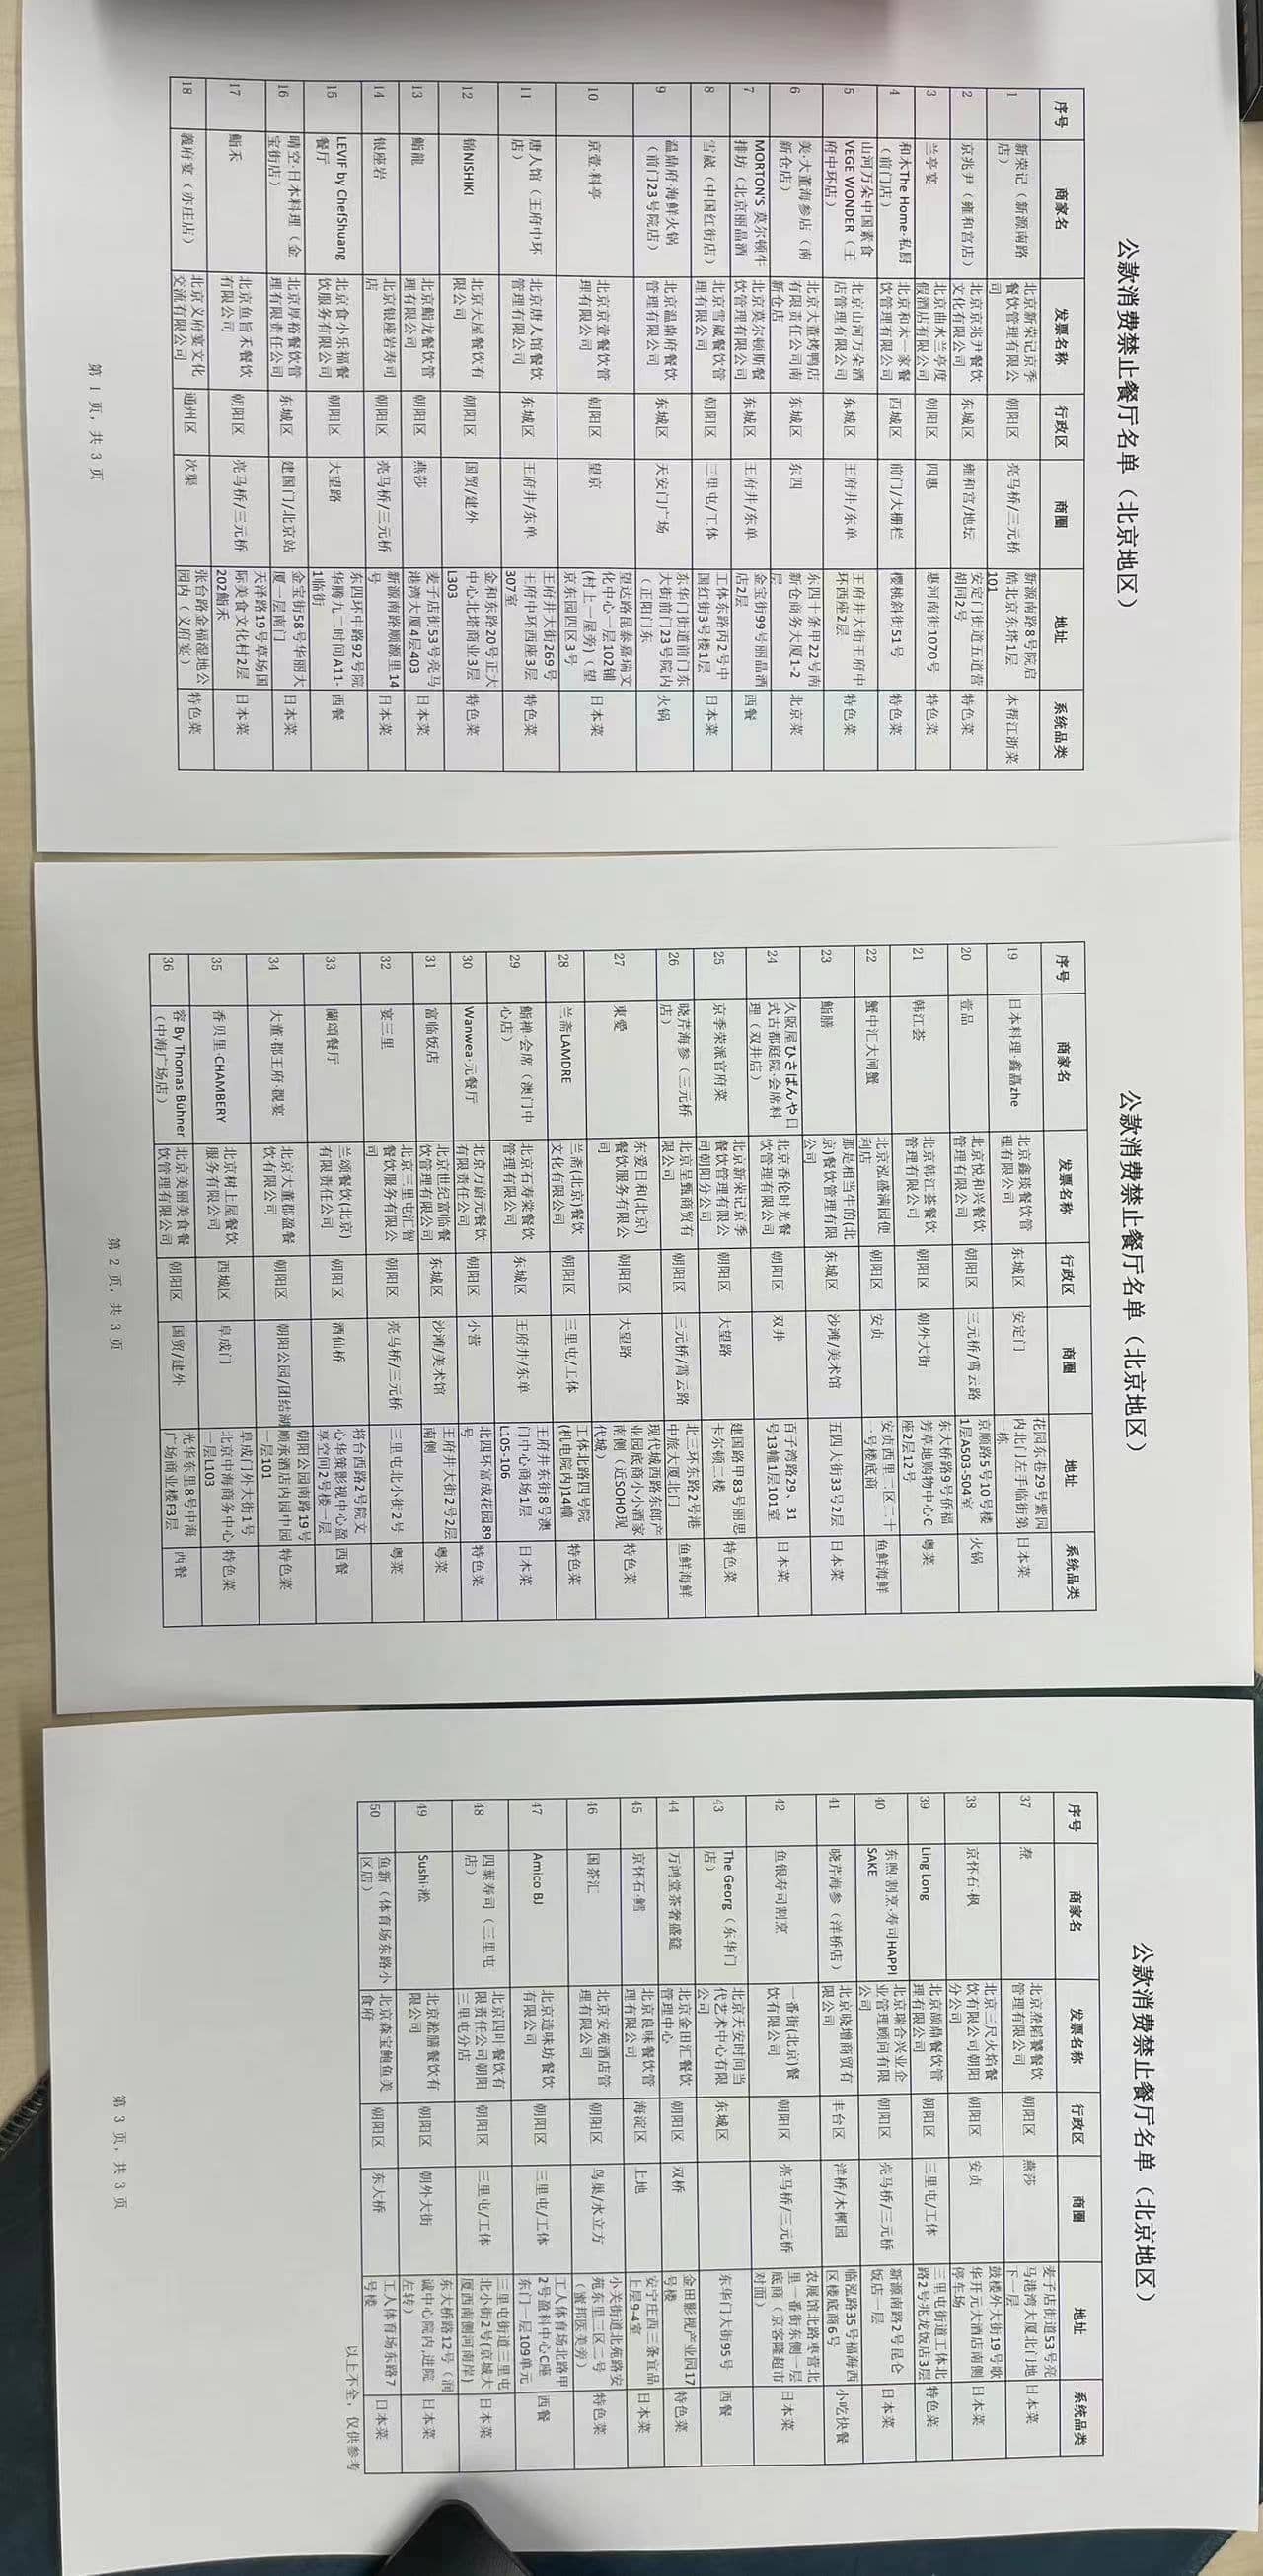 公款消费禁止餐厅名单（北京地区）
序号 商家名 发票名称 行政区 商圈 地址 系统品类
1 新荣记（新源南路店） 北京新荣记京季餐饮管理有限公司 朝阳区 亮马桥/三元桥 新源南路8号院启皓北京东塔1层101 本帮江浙菜
2 京兆尹（雍和宫店） 北京京兆尹餐饮文化有限公司 东城区 雍和宫/地坛 安定门街道五道营胡同2号 特色菜
3 兰亭宴 北京曲水兰亭度假酒店有限公司 朝阳区 四惠 惠河南街1070号 特色菜
4 和木The Home·私厨（前门店） 北京和木一家餐饮管理有限公司 西城区 前门/大栅栏 樱桃斜街51号 特色菜
5 山河万朵中国素食VEGE WONDER（王府中环店） 北京山河万朵酒店管理有限公司 东城区 王府井/东单 王府井大街王府中环西座2层 特色菜
6 美·大董海参店（南新仓店） 北京大董烤鸭店有限责任公司南新仓店 东城区 东四 东四十条甲22号南新仓商务大厦1-2层 北京菜
7 MORTON'S 莫尔顿牛排坊（北京丽晶酒 北京莫尔顿斯餐饮管理有限公司 东城区 王府井/东单 金宝街99号丽晶酒店2层 西餐
8 雪崴（中国红街店） 北京雪崴餐饮管理有限公司 朝阳区 三里屯/工体 工体东路丙2号中国红街3号楼1层 日本菜
9 温鼎府·海鲜火锅（前门23号院店） 北京温鼎府餐饮管理有限公司 东城区 天安门广场 东华门街道前门东大街前门23号院内（正阳门东 火锅
10 京壹·料亭 北京京壹餐饮管理有限公司 朝阳区 望京 望达路昆泰嘉瑞文化中心一层102铺(村上一屋旁)（望京东园四区3号 日本菜
11 唐人馆（王府中环店） 北京唐人馆餐饮管理有限公司 东城区 王府井/东单 王府井大街269号王府中环西座3层307室 特色菜
12 锦NISHIKI 北京天屋餐饮有限公司 朝阳区 国贸/建外 金和东路20号正大中心北塔商业3层L303 特色菜
13 鮨龍 北京鮨龙餐饮管理有限公司 朝阳区 燕莎 麦子店街53号亮马港湾大厦4层403 日本菜
14 银座岩 北京银座岩寿司店 朝阳区 亮马桥/三元桥 新源南路顺源里14号 日本菜
15 LEVIF by ChefShuang餐厅 北京食小乐福餐饮服务有限公司 朝阳区 大望路 东四环中路92号院华腾九二时间A11-1临街 西餐
16 晴空·日本料理（金宝街店） 北京厚裕餐饮管理有限责任公司 东城区 建国门/北京站 金宝街58号华丽大厦一层南门 日本菜
17 鮨禾 北京鱼旨禾餐饮有限公司 朝阳区 亮马桥/三元桥 天泽路19号草场国际美食文化村2层202鮨禾 日本菜
18 義府宴（亦庄店） 北京义府宴文化交流有限公司 通州区 次渠 张台路金福湿地公园内（义府宴） 特色菜
第 1 页，共 3 页
公款消费禁止餐厅名单（北京地区）
序号 商家名 发票名称 行政区 商圈 地址 系统品类
19 日本料理·鑫嘉zhe 北京鑫琰餐饮管理有限公司 东城区 安定门 花园东巷29号紫园内北门左手临街第一栋 日本菜
20 壹品 北京悦和兴餐饮管理有限公司 朝阳区 三元桥/霄云路 京顺路5号10号楼1层A503-504室 火锅
21 韩江荟 北京韩江荟餐饮管理有限公司 朝阳区 朝外大街 东大桥路9号侨福芳草地购物中心C座2层12号 粤菜
22 蟹中汇大闸蟹 北京泓盛满园便利店 朝阳区 安贞 安贞西里二区二十一号楼底商 鱼鲜海鲜
23 鮨膳 那是相当牛的(北京)餐饮管理有限公司 东城区 沙滩/美术馆 五四大街33号2层 日本菜
24 久阪屋ひさばんや日式古都庭院·会席料理（双井店） 北京香伦时光餐饮管理有限公司 朝阳区 双井 百子湾路29、31号13幢1层101室 日本菜
25 京季荣派官府菜 北京新荣记京季餐饮管理有限公司朝阳分公司 朝阳区 大望路 建国路甲83号丽思卡尔顿二楼 特色菜
26 晓芹海参（三元桥店） 北京呈甄商贸有限公司 朝阳区 三元桥/霄云路 北三环东路2号港中旅大厦北门 鱼鲜海鲜
27 東愛 东爱日和(北京)餐饮服务有限公司 朝阳区 大望路 现代城西路东郎产业园底商小小酒家南侧（近SOHO现代城） 特色菜
28 兰斋LAMDRE 兰斋(北京)餐饮文化有限公司 朝阳区 三里屯/工体 工体北路四号院(机电院内)14幢 特色菜
29 鮨禅·会席（澳门中心店） 北京石寿棠餐饮管理有限公司 东城区 王府井/东单 王府井东街8号澳门中心商场1层L105-106 日本菜
30 Wanwea·元餐厅 北京万蔚元餐饮有限责任公司 朝阳区 小营 北四环富成花园89号 特色菜
31 富临饭店 北京世纪富临餐饮管理有限公司 东城区 沙滩/美术馆 王府井大街2号2层南侧 粤菜
32 宴三里 北京三里屯汇智餐饮服务有限公司 朝阳区 亮马桥/三元桥 三里屯北小街2号 粤菜
33 蘭頌餐厅 兰颂餐饮(北京)有限责任公司 朝阳区 酒仙桥 将台西路2号院文心华策影视中心盈享空间2号楼一层 西餐
34 大董·郡王府·靓宴 北京大董郡盈餐饮有限公司 朝阳区 朝阳公园/团结湖 朝阳公园南路19号顺承酒店内园中园一层101 特色菜
35 香贝里·CHAMBERY 北京树上屋餐饮服务有限公司 西城区 阜成门 阜成门外大街1号北京中海商务中心一层L103 特色菜
36 容 By Thomas Bühner（中海广场店） 北京美丽美食餐饮管理有限公司 朝阳区 国贸/建外 光华东里8号中海广场商业楼F3层 西餐
第 2 页，共 3 页
公款消费禁止餐厅名单（北京地区）
序号 商家名 发票名称 行政区 商圈 地址 系统品类
37 焘 北京焘韬饕餐饮管理有限公司 朝阳区 燕莎 麦子店街道53号亮马港湾大厦北门地下一层 日本菜
38 京怀石·枫 北京三尺火焰餐饮有限公司朝阳分公司 朝阳区 安贞 鼓楼外大街19号歌华开元大酒店南侧停车场 日本菜
39 Ling Long 北京颉鼎餐饮管理有限公司 朝阳区 三里屯/工体 三里屯街道工体北路2号兆龙饭店3层 特色菜
40 东煦·割烹·寿司HAPPI SAKE 北京瑞合兴业企业管理顾问有限公司 朝阳区 亮马桥/三元桥 新源南路2号昆仑饭店一层 日本菜
41 晓芹海参（洋桥店） 北京晓增商贸有限公司 丰台区 洋桥/木樨园 临泓路35号福海西区楼底商6号 小吃快餐
42 鱼银寿司割烹 一番街(北京)餐饮有限公司 朝阳区 亮马桥/三元桥 农展馆北路枣营北里一番街东侧一层底商（京客隆超市对面） 日本菜
43 The Georg（东华门店） 北京天安时间当代艺术中心有限公司 东城区 东华门大街95号 西餐
44 万鸿堂茶奢盛筵 北京金田汇餐饮管理中心 朝阳区 双桥 金田影视产业园17号楼 特色菜
45 京怀石·鳕 北京良味餐饮管理有限公司 海淀区 上地 安宁庄西三条宜品上层9-4室 日本菜
46 国茶汇 北京安苑酒店管理有限公司 朝阳区 鸟巢/水立方 小关街道北苑路安苑东里三区二号（蜜邦医美旁） 特色菜
47 Amico BJ 北京造味坊餐饮有限公司 朝阳区 三里屯/工体 工人体育场北路甲2号盈科中心C座东门一层109单元 西餐
48 四葉寿司（三里屯店） 北京四叶餐饮有限责任公司朝阳三里屯分店 朝阳区 三里屯/工体 三里屯街道三里屯北小街2号(京城大厦西南侧河南岸) 日本菜
49 Sushi·淞 北京淞膳餐饮有限公司 朝阳区 朝外大街 东大桥路12号（润诚中心院内,进院左转） 日本菜
50 鱼新（体育场东路小区店） 北京森宝鲍鱼美食府 朝阳区 东大桥 工人体育场东路7号楼 日本菜
以上不全，仅供参考
第 3 页，共 3 页